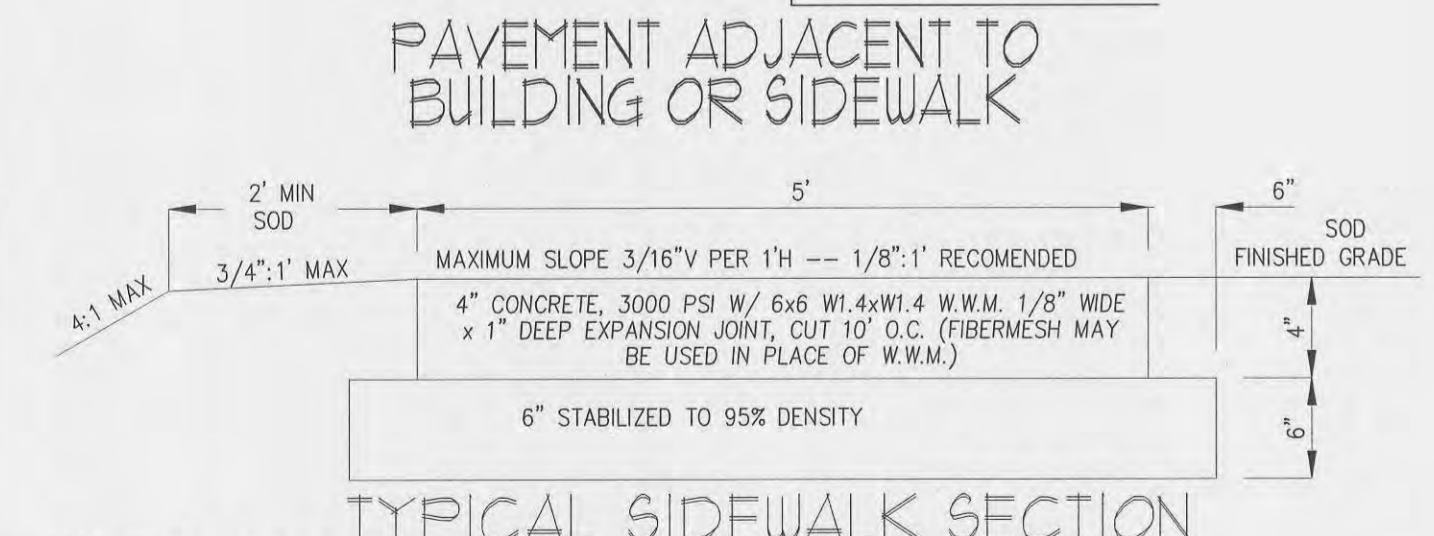 PAVEMENT ADJACENT TO
BUILDING OR SIDEWALK
2' MIN
SOD
5'
6"
SOD
FINISHED GRADE
4:1 MAX
3/4":1' MAX
MAXIMUM SLOPE 3/16"V PER 1'H -- 1/8":1' RECOMENDED
4" CONCRETE, 3000 PSI W/ 6x6 W1.4xW1.4 W.W.M. 1/8" WIDE
x 1" DEEP EXPANSION JOINT, CUT 10' O.C. (FIBERMESH MAY
BE USED IN PLACE OF W.W.M.)
4"
6" STABILIZED TO 95% DENSITY
6"
TYPICAL SIDEWALK SECTION